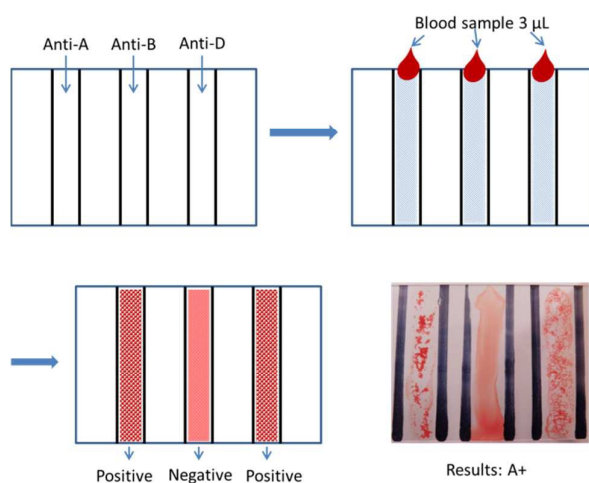 Anti-A Anti-B Anti-D
Blood sample 3 µL
Positive Negative Positive
Results: A+